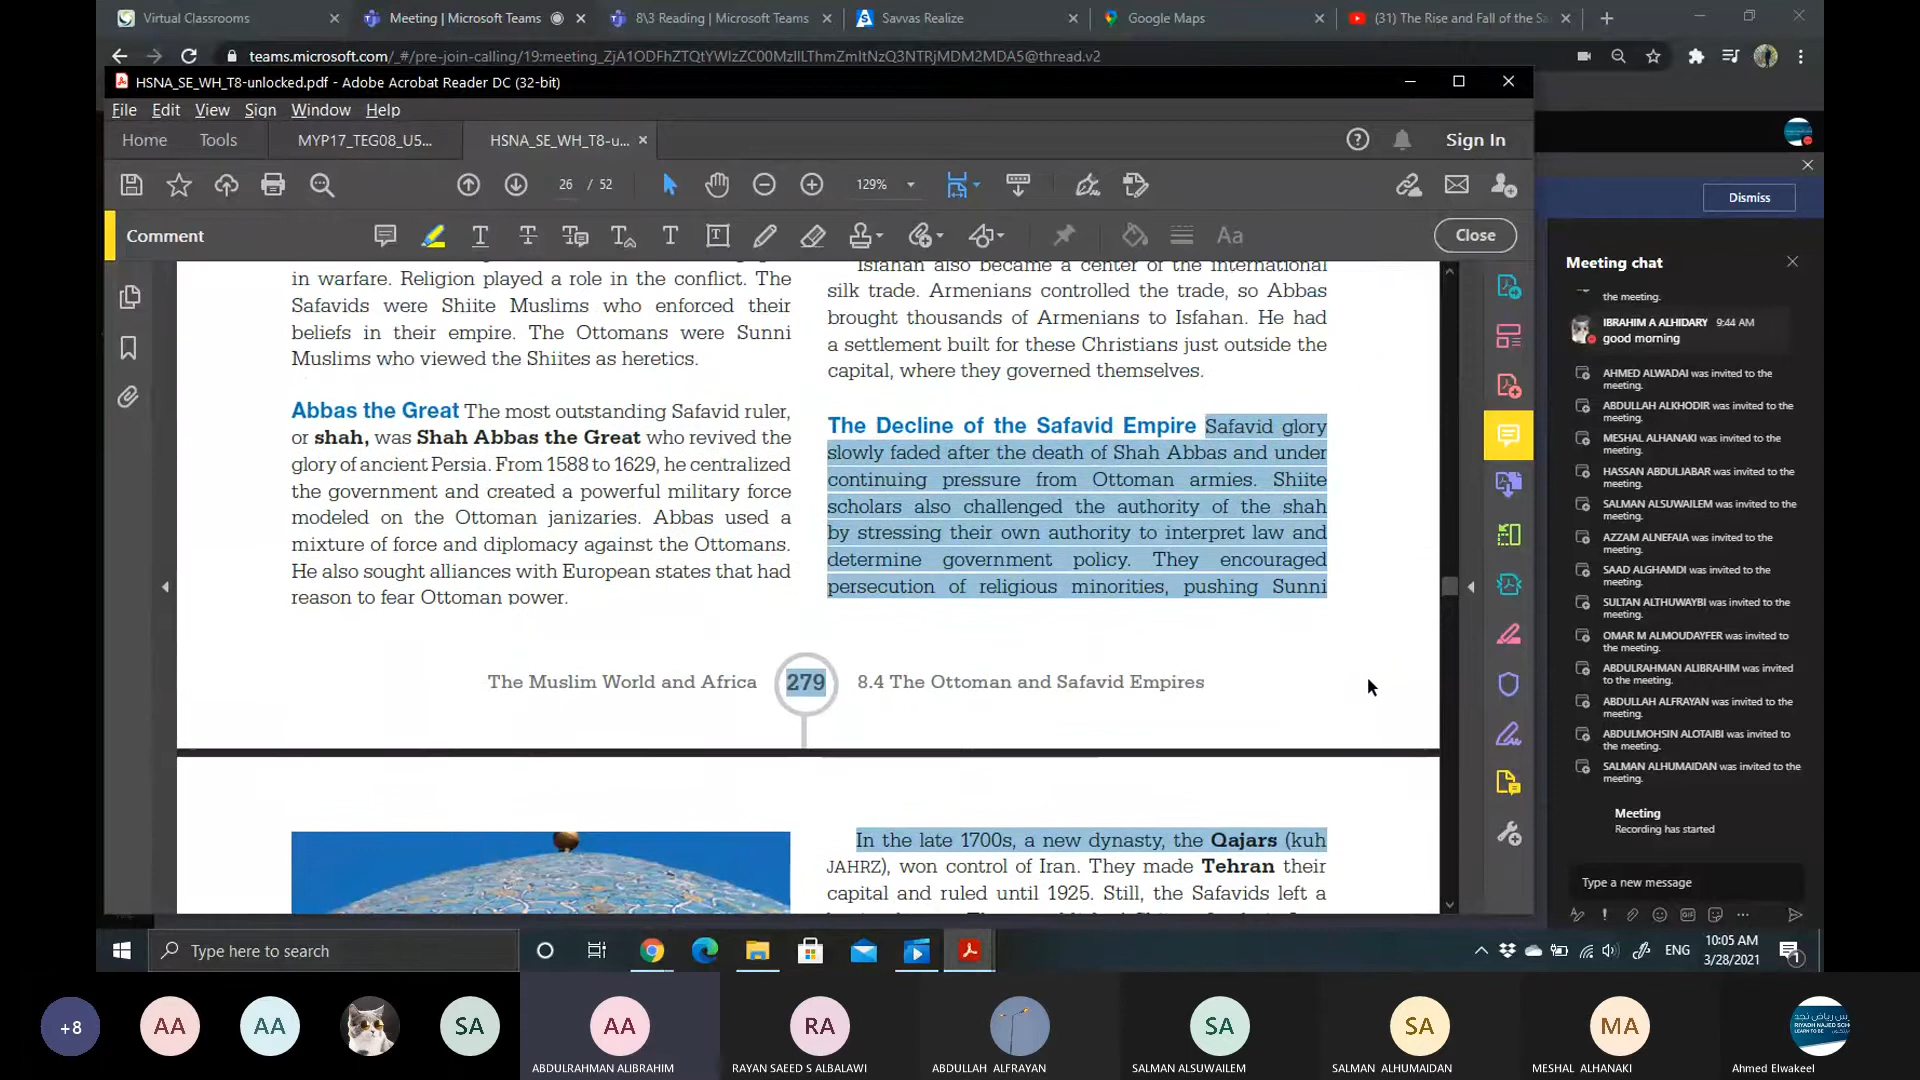 Virtual Classrooms
Meeting | Microsoft Teams
8\3 Reading | Microsoft Teams
Savvas Realize
Google Maps
(31) The Rise and Fall of the Sa
teams.microsoft.com/_#/pre-join-calling/19:meeting_ZjA1ODFhZTQtYWIzZC00MzIlLThmZmItNzQ3NTRjMDM2MDA5@thread.v2
HSNA_SE_WH_T8-unlocked.pdf - Adobe Acrobat Reader DC (32-bit)
File Edit View Sign Window Help
Home Tools MYP17_TEG08_U5... HSNA_SE_WH_T8-u... Sign In
26 / 52 129%
Comment
Close
in warfare. Religion played a role in the conflict. The
Safavids were Shiite Muslims who enforced their
beliefs in their empire. The Ottomans were Sunni
Muslims who viewed the Shiites as heretics.
Abbas the Great The most outstanding Safavid ruler,
or shah, was Shah Abbas the Great who revived the
glory of ancient Persia. From 1588 to 1629, he centralized
the government and created a powerful military force
modeled on the Ottoman janizaries. Abbas used a
mixture of force and diplomacy against the Ottomans.
He also sought alliances with European states that had
reason to fear Ottoman power.
Isfahan also became a center of the international
silk trade. Armenians controlled the trade, so Abbas
brought thousands of Armenians to Isfahan. He had
a settlement built for these Christians just outside the
capital, where they governed themselves.
The Decline of the Safavid Empire Safavid glory
slowly faded after the death of Shah Abbas and under
continuing pressure from Ottoman armies. Shiite
scholars also challenged the authority of the shah
by stressing their own authority to interpret law and
determine government policy. They encouraged
persecution of religious minorities, pushing Sunni
The Muslim World and Africa 279 8.4 The Ottoman and Safavid Empires
In the late 1700s, a new dynasty, the Qajars (kuh
JAHRZ), won control of Iran. They made Tehran their
capital and ruled until 1925. Still, the Safavids left a
Dismiss
Meeting chat
the meeting.
IBRAHIM A ALHIDARY 9:44 AM
good morning
AHMED ALWADAI was invited to the
meeting.
ABDULLAH ALKHODIR was invited to the
meeting.
MESHAL ALHANAKI was invited to the
meeting.
HASSAN ABDULJABAR was invited to the
meeting.
SALMAN ALSUWAILEM was invited to the
meeting.
AZZAM ALNEFAIA was invited to the
meeting.
SAAD ALGHAMDI was invited to the
meeting.
SULTAN ALTHUWAYBI was invited to the
meeting.
OMAR M ALMOUDAYFER was invited to
the meeting.
ABDULRAHMAN ALIBRAHIM was invited
to the meeting.
ABDULLAH ALFRAYAN was invited to the
meeting.
ABDULMOHSIN ALOTAIBI was invited to
the meeting.
SALMAN ALHUMAIDAN was invited to the
meeting.
Meeting
Recording has started
Type a new message
Type here to search
ENG
10:05 AM
3/28/2021
1
+8
AA
AA
SA
AA
RA
SA
SA
MA
ABDULRAHMAN ALIBRAHIM
RAYAN SAEED S ALBALAWI
ABDULLAH ALFRAYAN
SALMAN ALSUWAILEM
SALMAN ALHUMAIDAN
MESHAL ALHANAKI
Ahmed Elwakeel